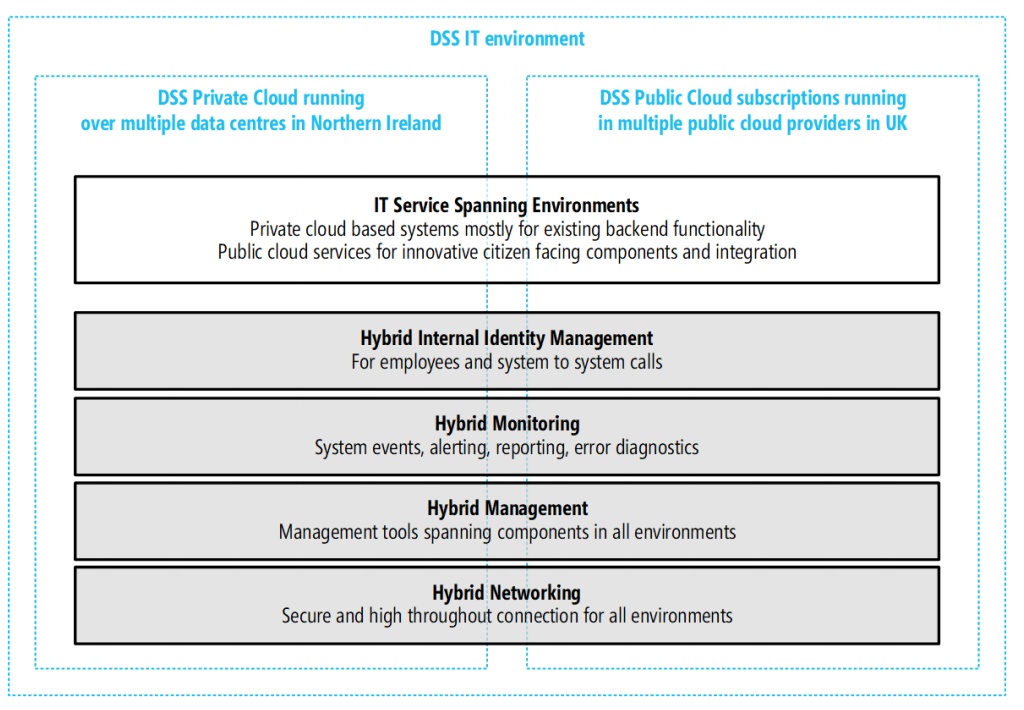 DSS IT environment
DSS Private Cloud running
over multiple data centres in Northern Ireland
DSS Public Cloud subscriptions running
in multiple public cloud providers in UK
IT Service Spanning Environments
Private cloud based systems mostly for existing backend functionality
Public cloud services for innovative citizen facing components and integration
Hybrid Internal Identity Management
For employees and system to system calls
Hybrid Monitoring
System events, alerting, reporting, error diagnostics
Hybrid Management
Management tools spanning components in all environments
Hybrid Networking
Secure and high throughout connection for all environments